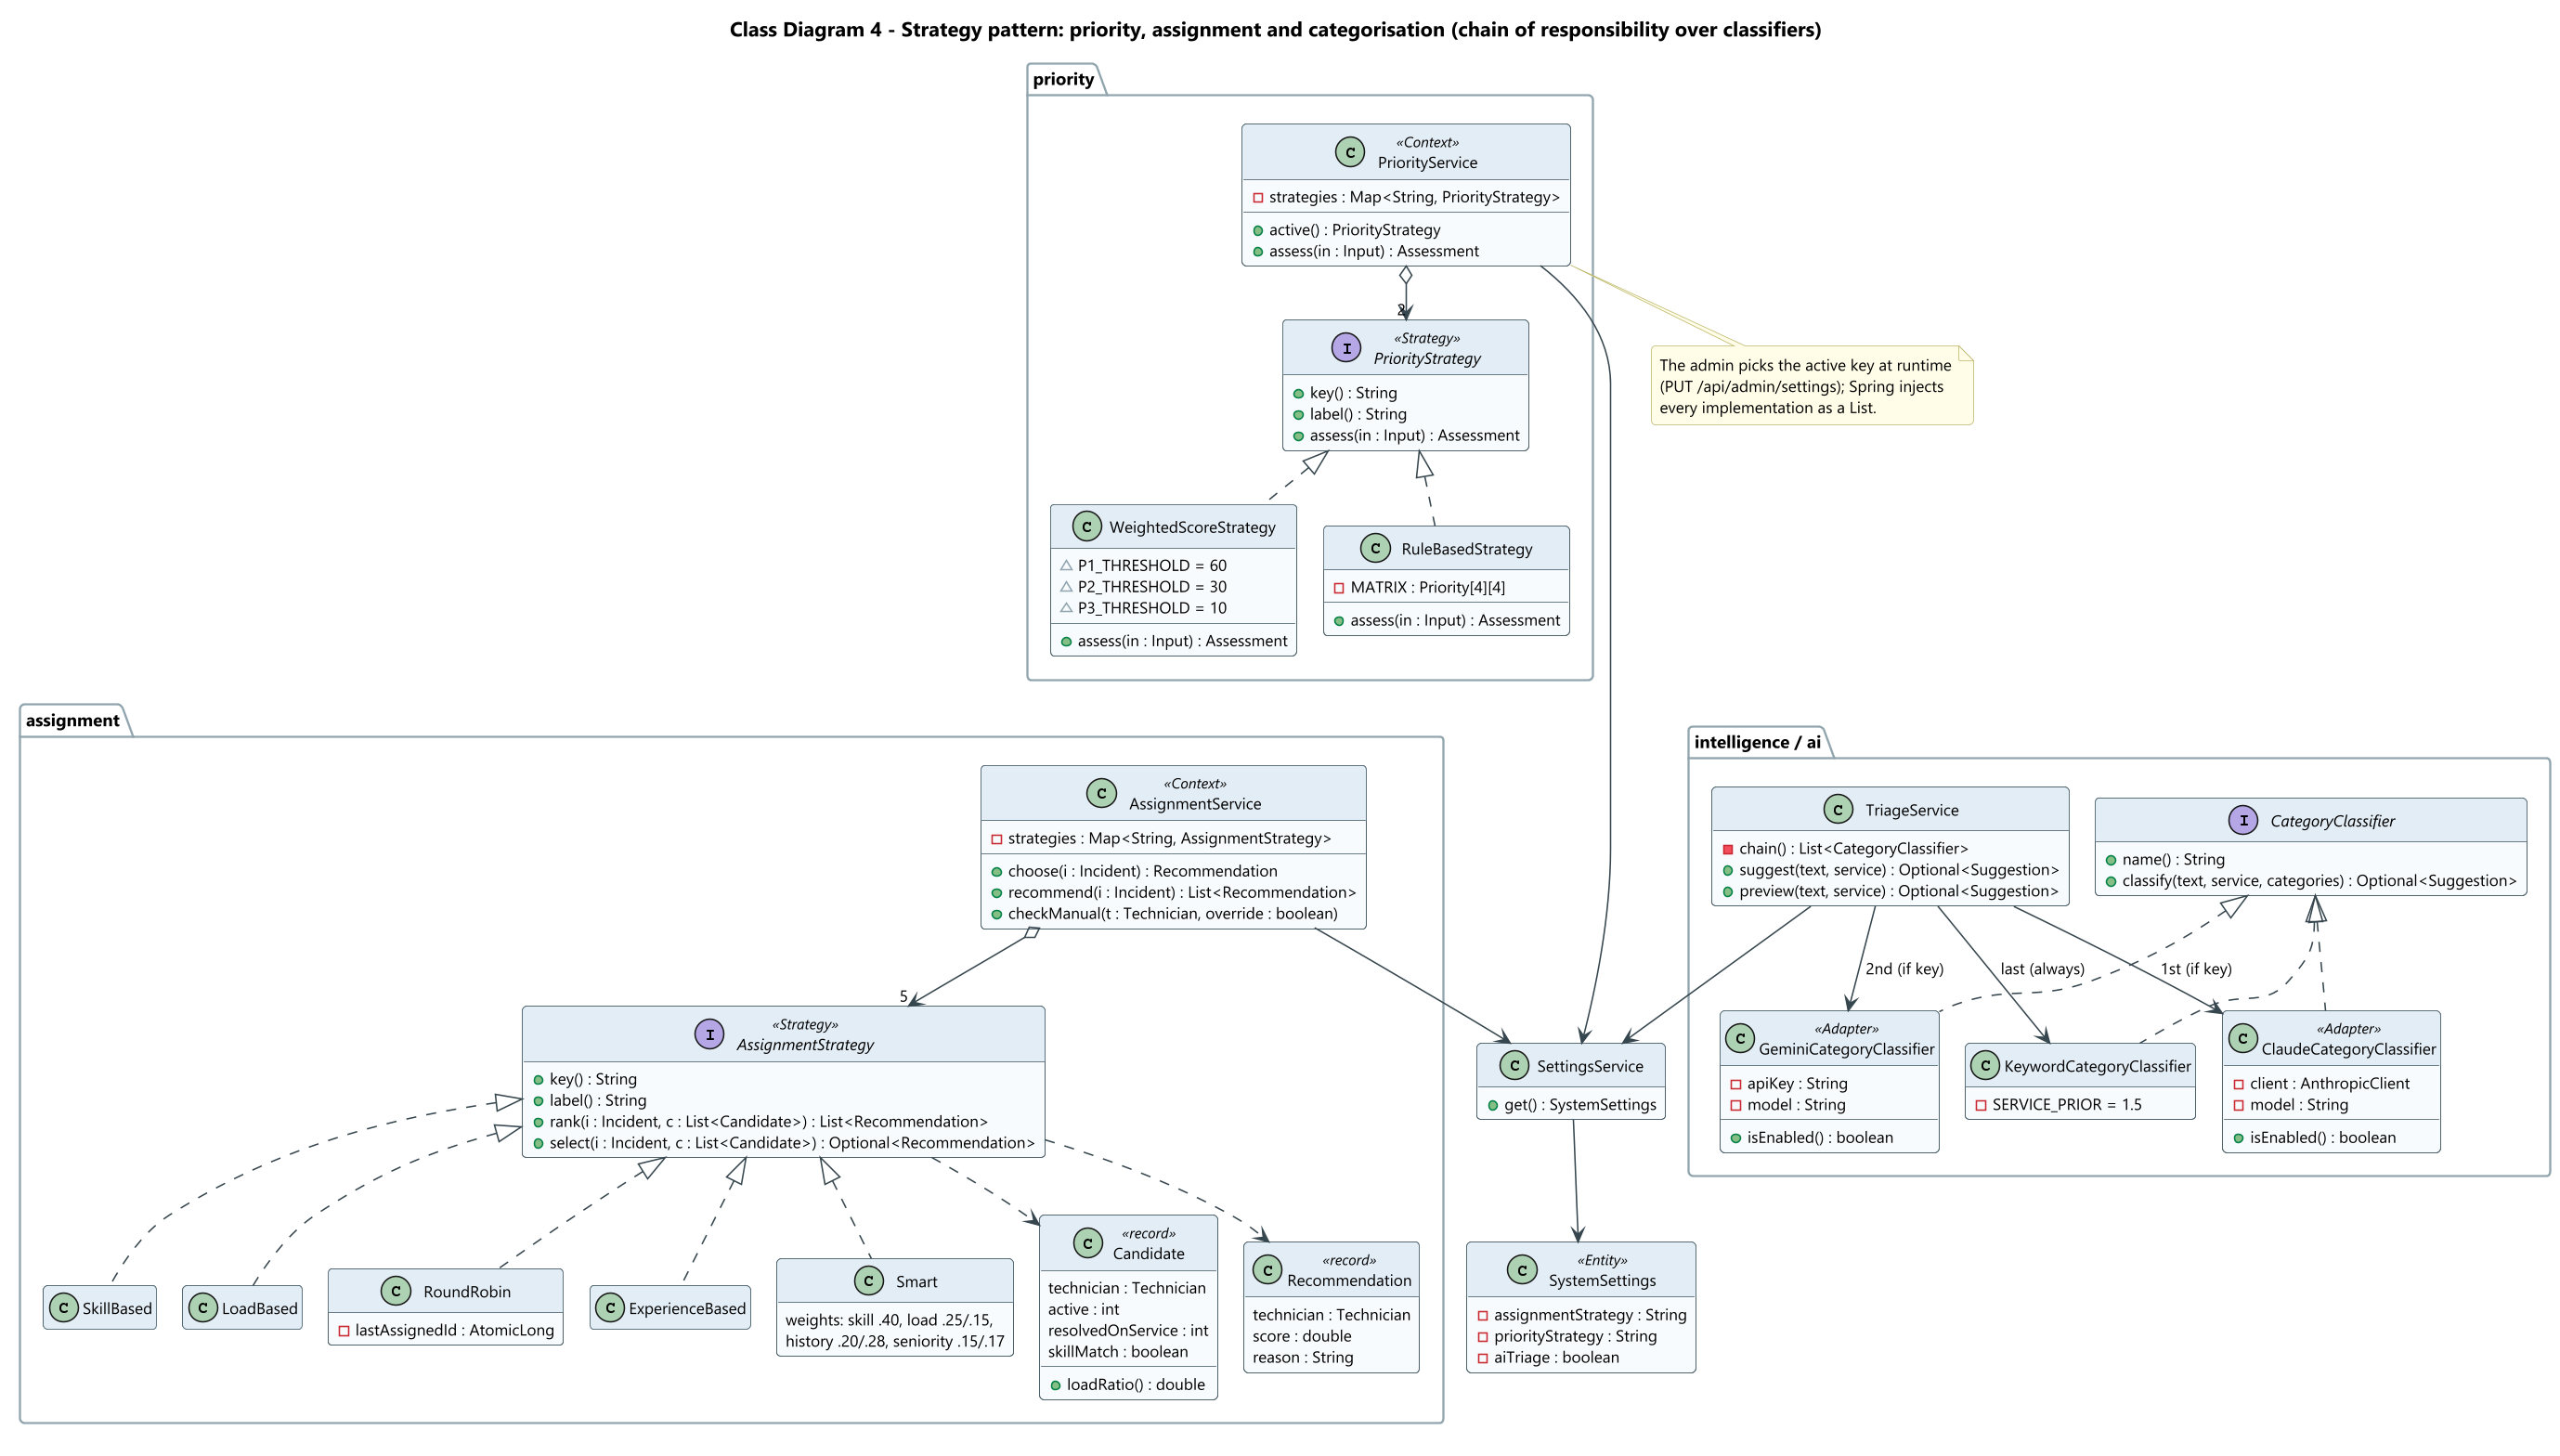 Class Diagram 4 - Strategy pattern: priority, assignment and categorisation (chain of responsibility over classifiers)
priority
C
«Context»
PriorityService
strategies : Map<String, PriorityStrategy>
active() : PriorityStrategy
assess(in : Input) : Assessment
I
«Strategy»
PriorityStrategy
key() : String
label() : String
assess(in : Input) : Assessment
The admin picks the active key at runtime
(PUT /api/admin/settings); Spring injects
every implementation as a List.
C
WeightedScoreStrategy
P1_THRESHOLD = 60
P2_THRESHOLD = 30
P3_THRESHOLD = 10
assess(in : Input) : Assessment
C
RuleBasedStrategy
MATRIX : Priority[4][4]
assess(in : Input) : Assessment
assignment
C
«Context»
AssignmentService
strategies : Map<String, AssignmentStrategy>
choose(i : Incident) : Recommendation
recommend(i : Incident) : List<Recommendation>
checkManual(t : Technician, override : boolean)
5
I
«Strategy»
AssignmentStrategy
key() : String
label() : String
rank(i : Incident, c : List<Candidate>) : List<Recommendation>
select(i : Incident, c : List<Candidate>) : Optional<Recommendation>
C
SkillBased
C
LoadBased
C
RoundRobin
lastAssignedId : AtomicLong
C
ExperienceBased
C
Smart
weights: skill .40, load .25/.15,
history .20/.28, seniority .15/.17
C
«record»
Candidate
technician : Technician
active : int
resolvedOnService : int
skillMatch : boolean
loadRatio() : double
C
«record»
Recommendation
technician : Technician
score : double
reason : String
intelligence / ai
C
TriageService
chain() : List<CategoryClassifier>
suggest(text, service) : Optional<Suggestion>
preview(text, service) : Optional<Suggestion>
I
CategoryClassifier
name() : String
classify(text, service, categories) : Optional<Suggestion>
2nd (if key)
last (always)
1st (if key)
C
«Adapter»
GeminiCategoryClassifier
apiKey : String
model : String
isEnabled() : boolean
C
KeywordCategoryClassifier
SERVICE_PRIOR = 1.5
C
«Adapter»
ClaudeCategoryClassifier
client : AnthropicClient
model : String
isEnabled() : boolean
C
SettingsService
get() : SystemSettings
C
«Entity»
SystemSettings
assignmentStrategy : String
priorityStrategy : String
aiTriage : boolean